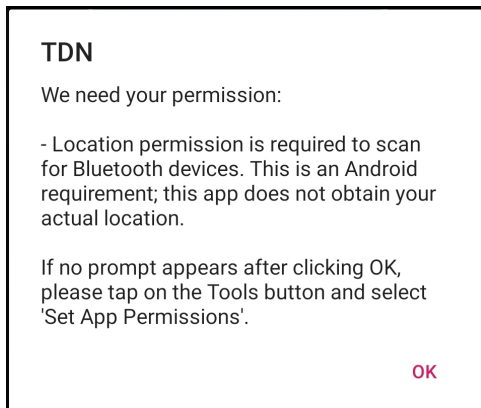 TDN
We need your permission:
- Location permission is required to scan
for Bluetooth devices. This is an Android
requirement; this app does not obtain your
actual location.
If no prompt appears after clicking OK,
please tap on the Tools button and select
'Set App Permissions'.
OK